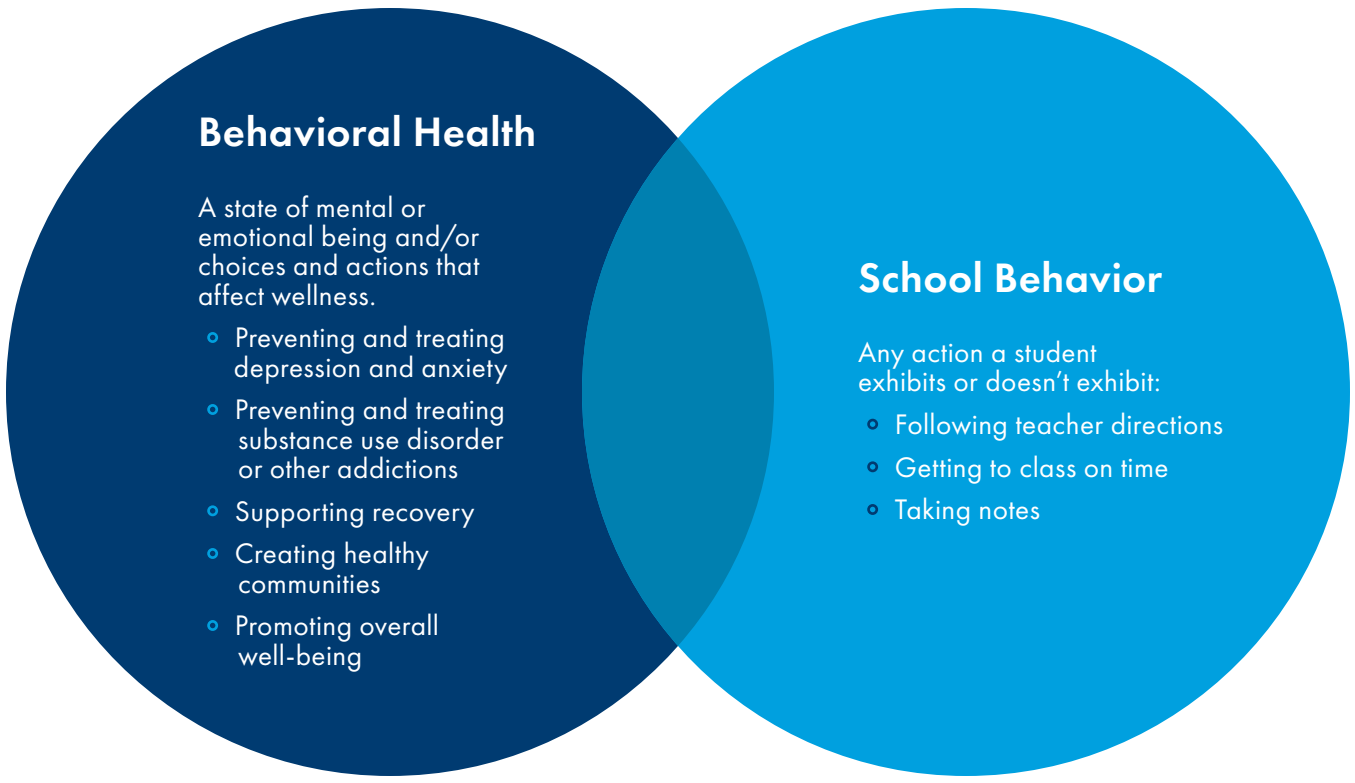 Behavioral Health
A state of mental or
emotional being and/or
choices and actions that
affect wellness.
Preventing and treating
depression and anxiety
Preventing and treating
substance use disorder
or other addictions
Supporting recovery
Creating healthy
communities
Promoting overall
well-being
School Behavior
Any action a student
exhibits or doesn’t exhibit:
Following teacher directions
Getting to class on time
Taking notes